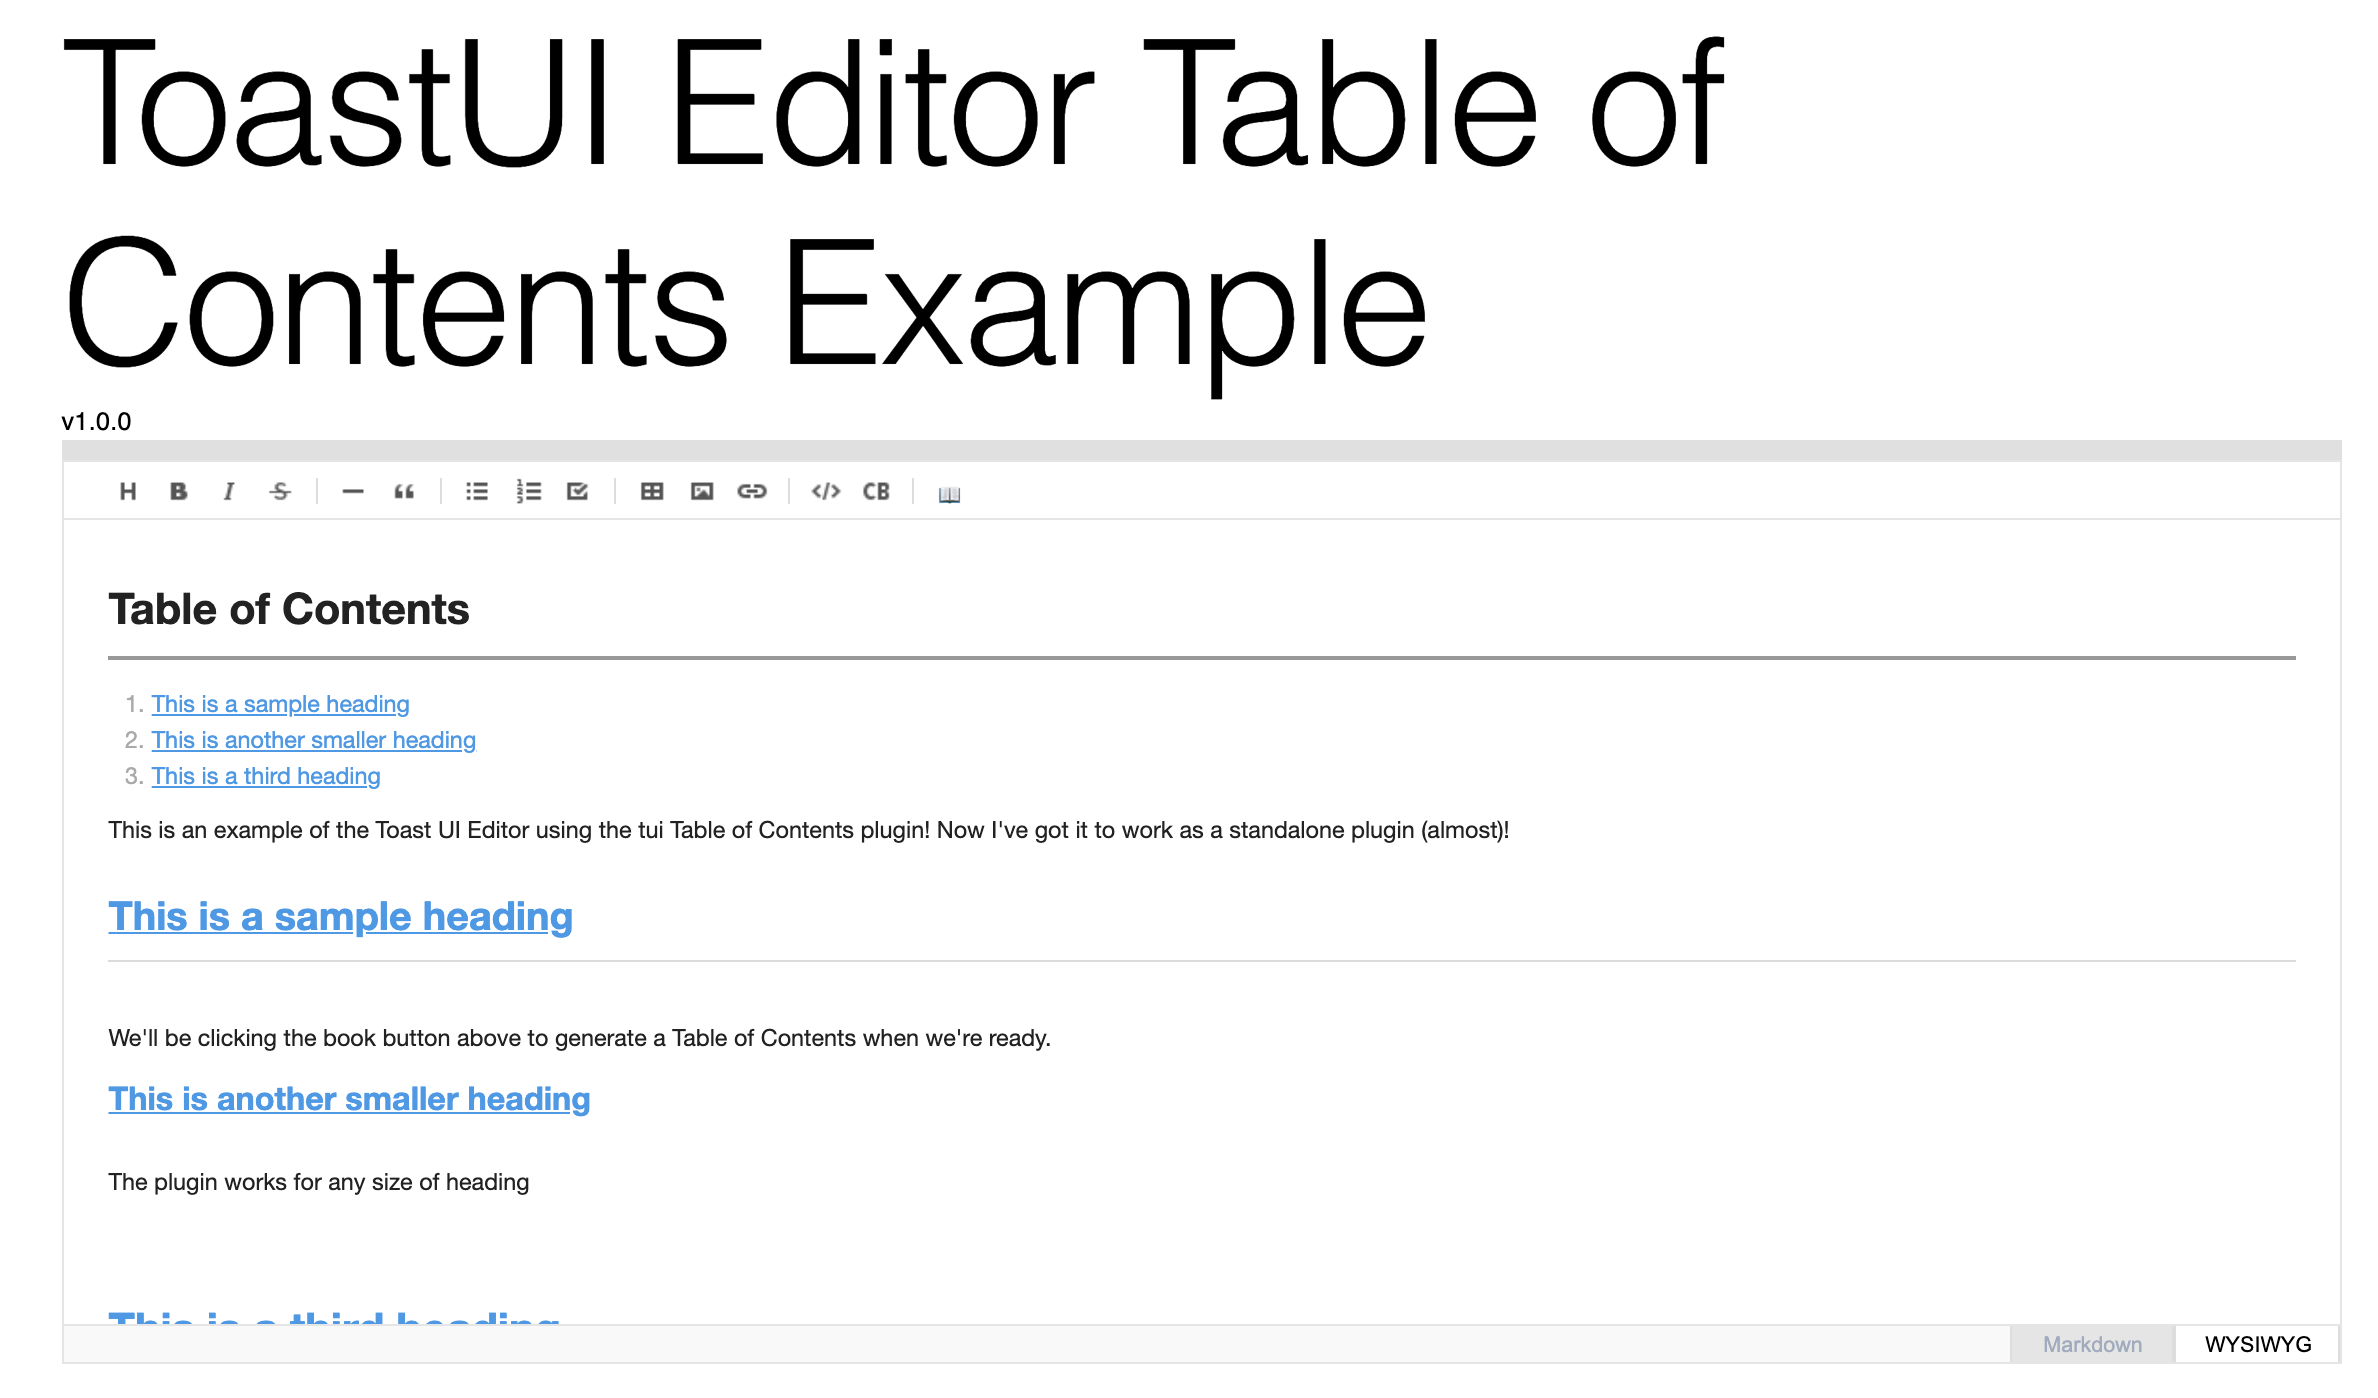 ToastUI Editor Table of
Contents Example
v1.0.0
H B I S — “ </> CB
Table of Contents
1. This is a sample heading
2. This is another smaller heading
3. This is a third heading
This is an example of the Toast UI Editor using the tui Table of Contents plugin! Now I've got it to work as a standalone plugin (almost)!
This is a sample heading
We'll be clicking the book button above to generate a Table of Contents when we're ready.
This is another smaller heading
The plugin works for any size of heading
This is a third heading
Markdown WYSIWYG